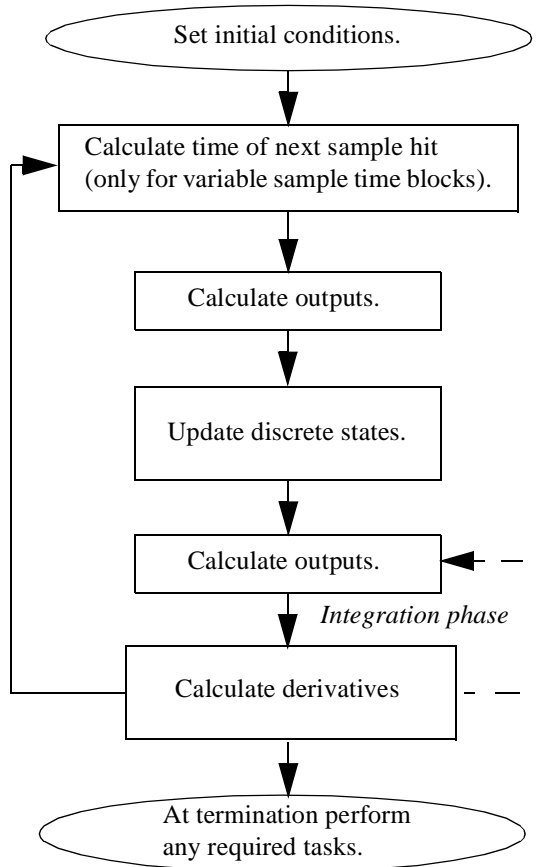 Set initial conditions.
Calculate time of next sample hit
(only for variable sample time blocks).
Calculate outputs.
Update discrete states.
Calculate outputs.
Integration phase
Calculate derivatives
At termination perform
any required tasks.